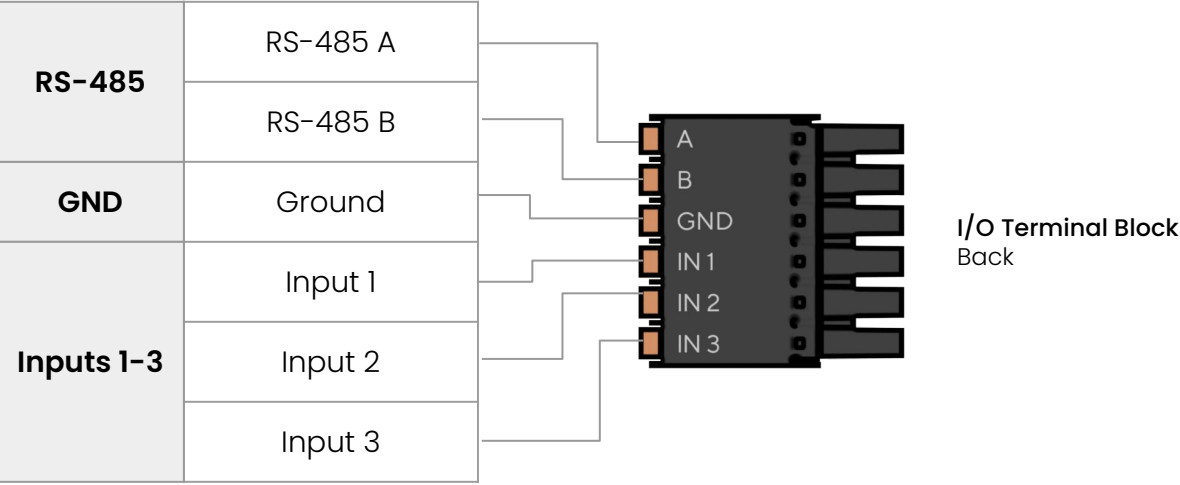 RS-485
RS-485 A
RS-485 B
GND
Ground
Inputs 1-3
Input 1
Input 2
Input 3
A
B
GND
IN 1
IN 2
IN 3
I/O Terminal Block
Back